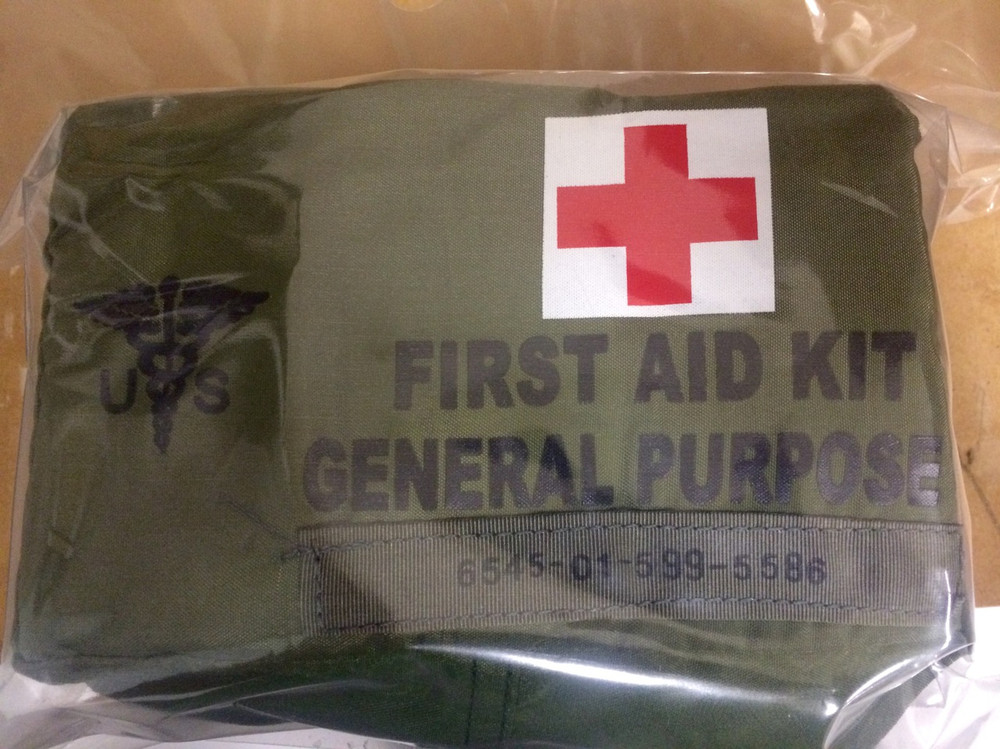 U S
FIRST AID KIT
GENERAL PURPOSE
6545-01-599-5586